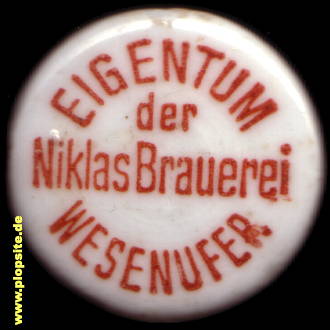 EIGENTUM
der
Niklas Brauerei
WESENUFER
www.plopsite.de